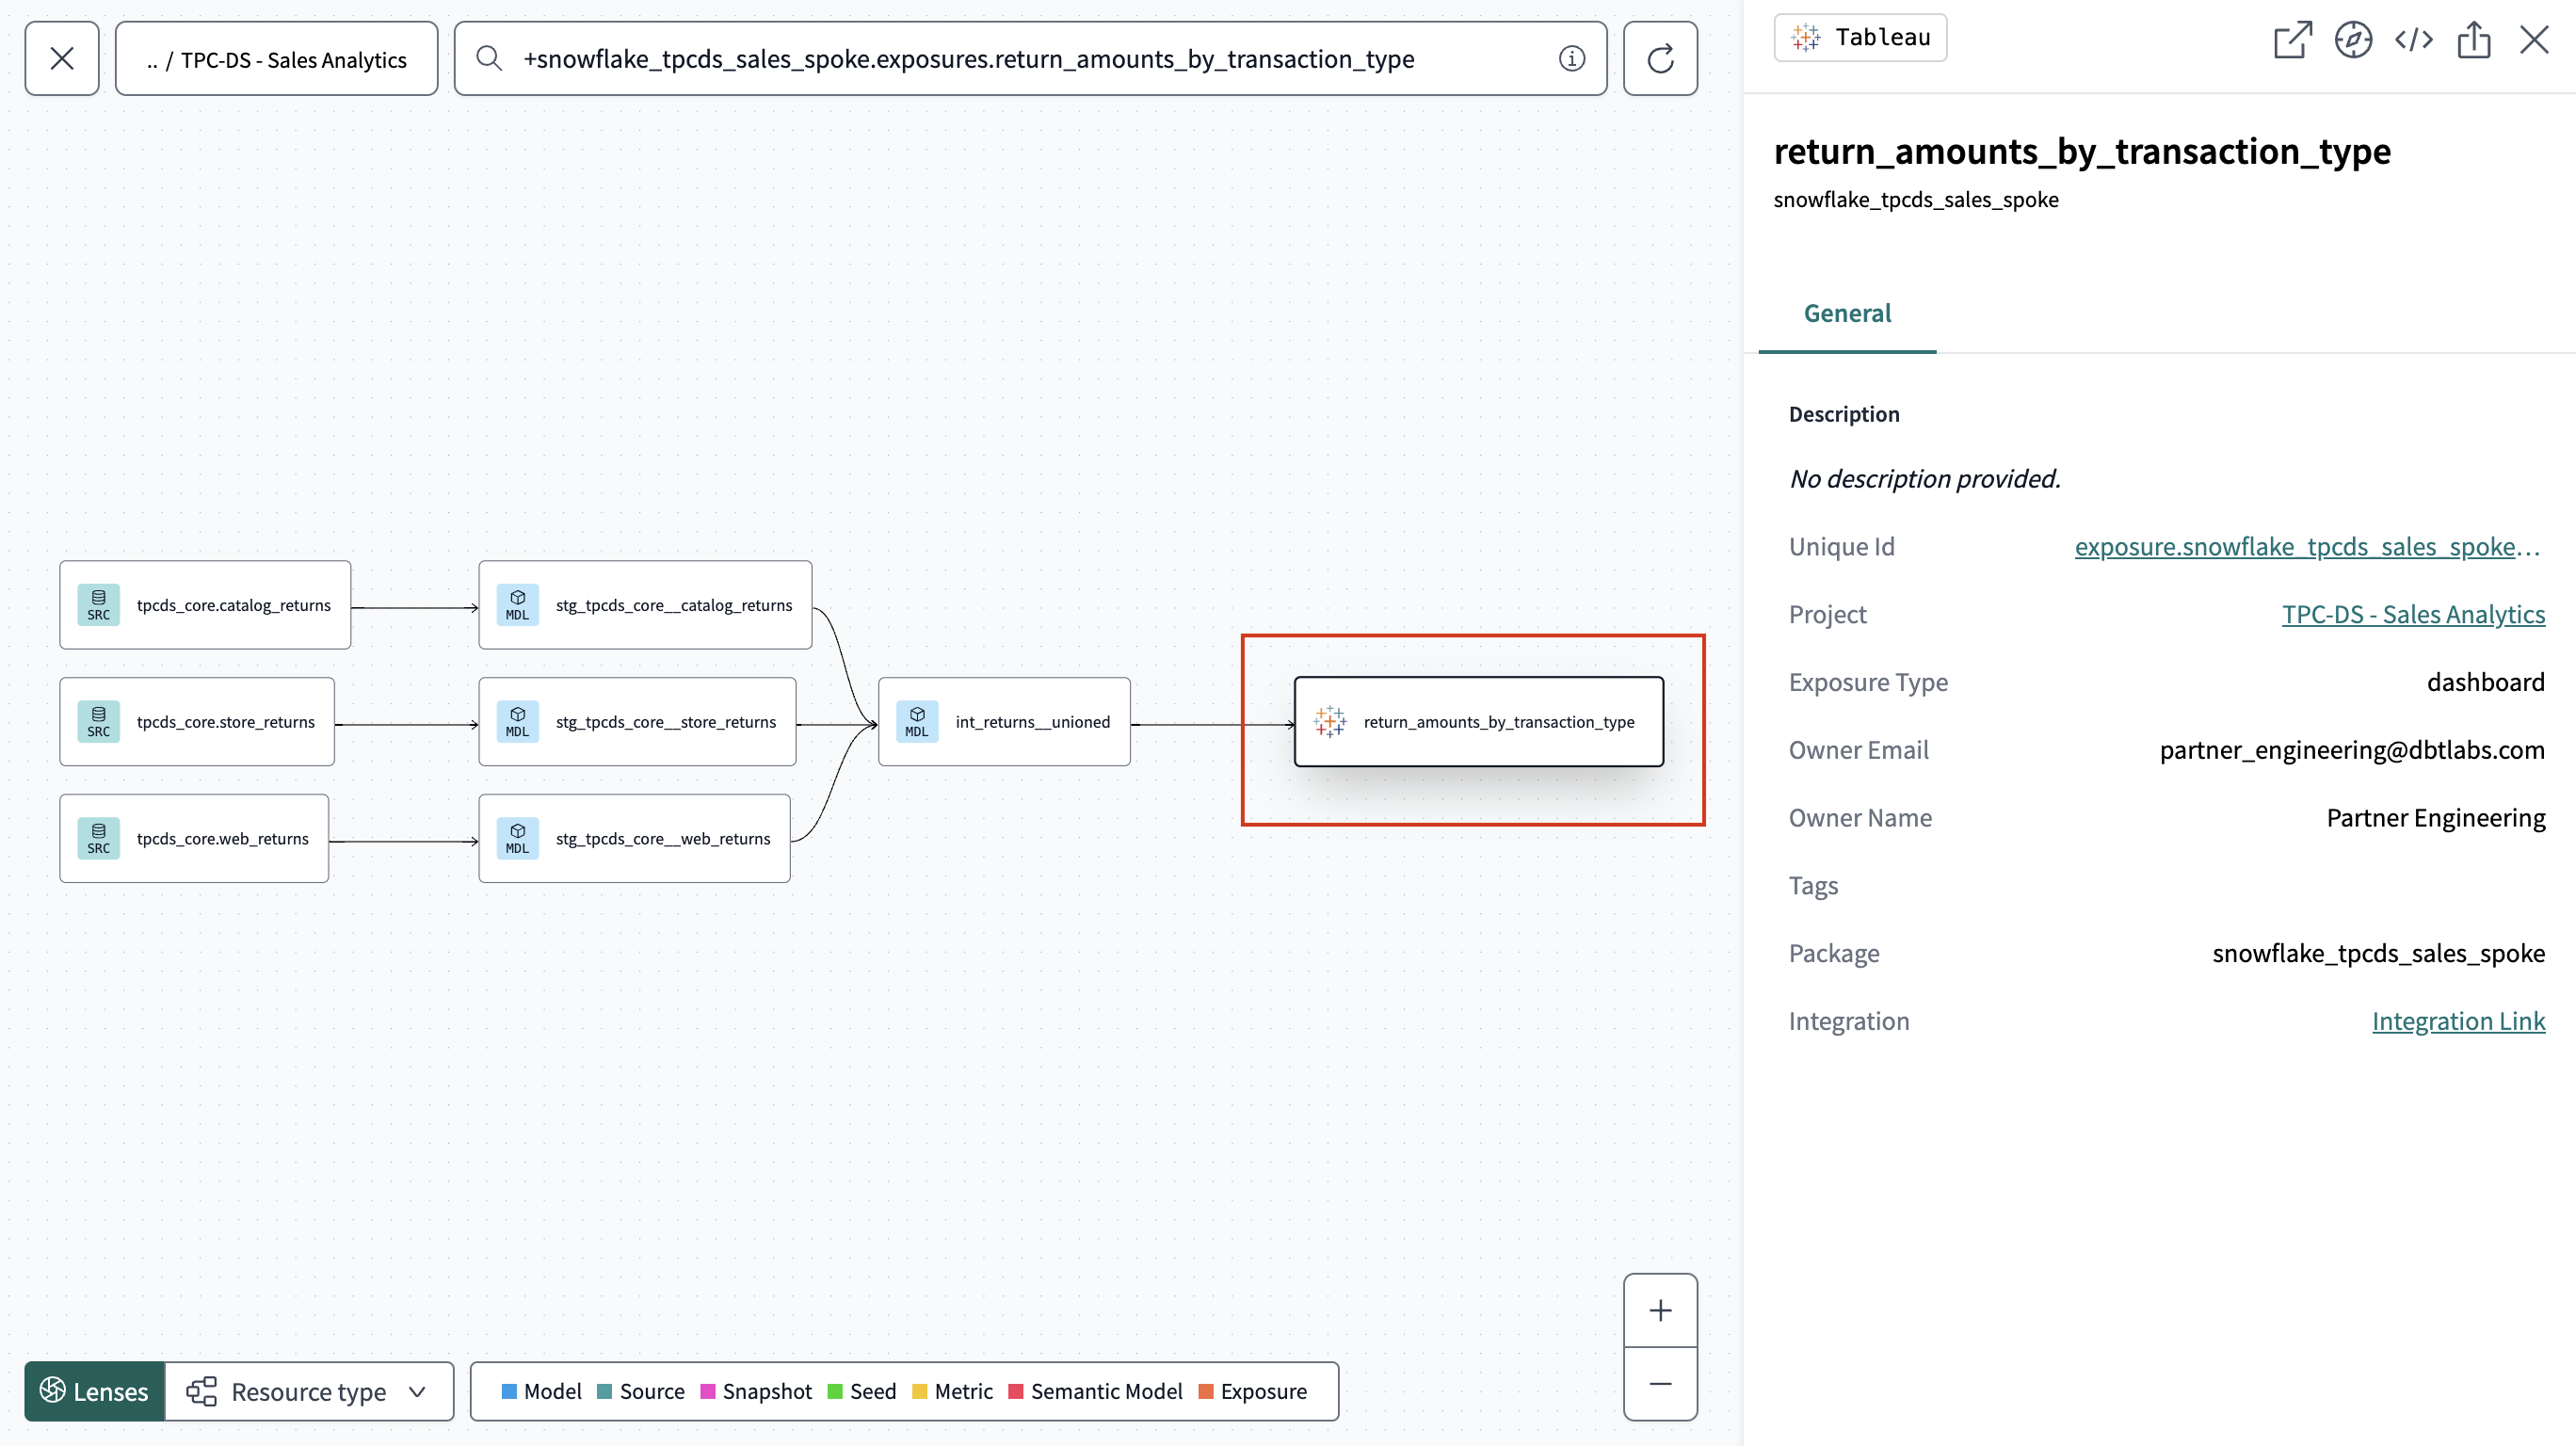 .. / TPC-DS - Sales Analytics
+snowflake_tpcds_sales_spoke.exposures.return_amounts_by_transaction_type
SRC
tpcds_core.catalog_returns
MDL
stg_tpcds_core__catalog_returns
SRC
tpcds_core.store_returns
MDL
stg_tpcds_core__store_returns
MDL
int_returns__unioned
return_amounts_by_transaction_type
SRC
tpcds_core.web_returns
MDL
stg_tpcds_core__web_returns
Lenses
Resource type
Model
Source
Snapshot
Seed
Metric
Semantic Model
Exposure
Tableau
return_amounts_by_transaction_type
snowflake_tpcds_sales_spoke
General
Description
No description provided.
Unique Id exposure.snowflake_tpcds_sales_spoke...
Project TPC-DS - Sales Analytics
Exposure Type dashboard
Owner Email partner_engineering@dbtlabs.com
Owner Name Partner Engineering
Tags
Package snowflake_tpcds_sales_spoke
Integration Integration Link